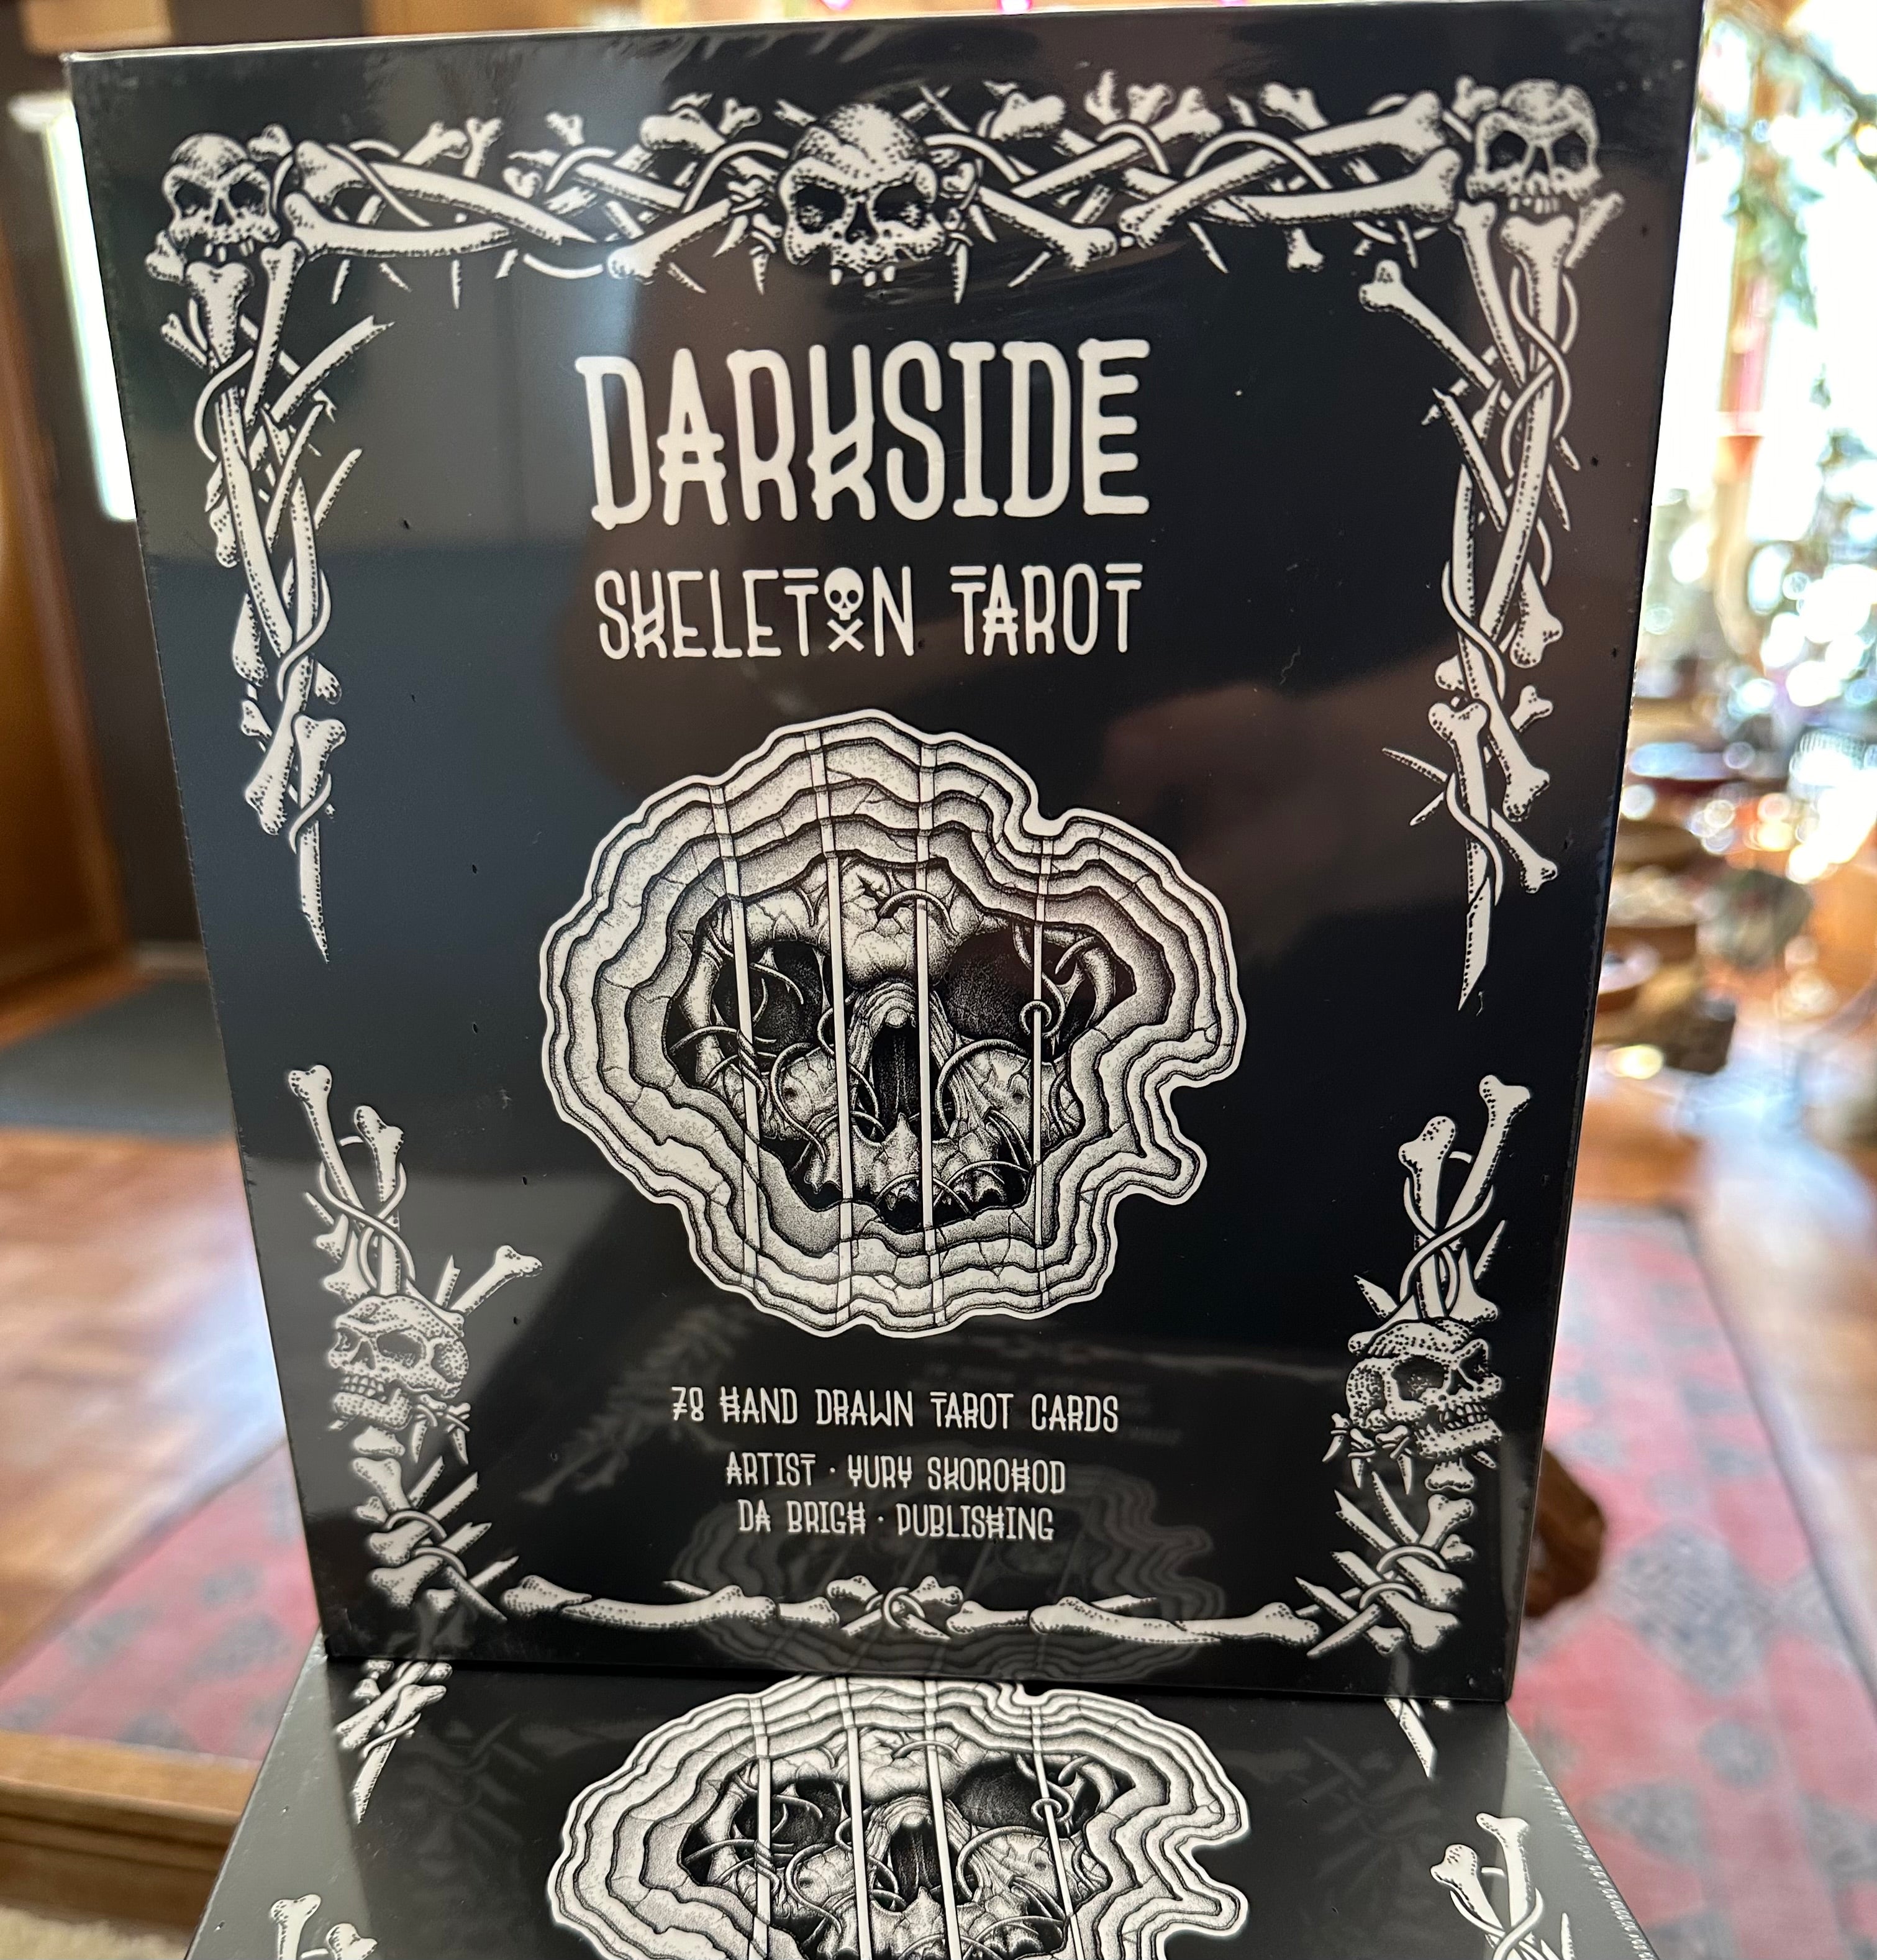 DARKSIDE
SKELETON TAROT
78 HAND DRAWN TAROT CARDS
ARTIST · YURY SKOROHOD
DA BRIGH · PUBLISHING